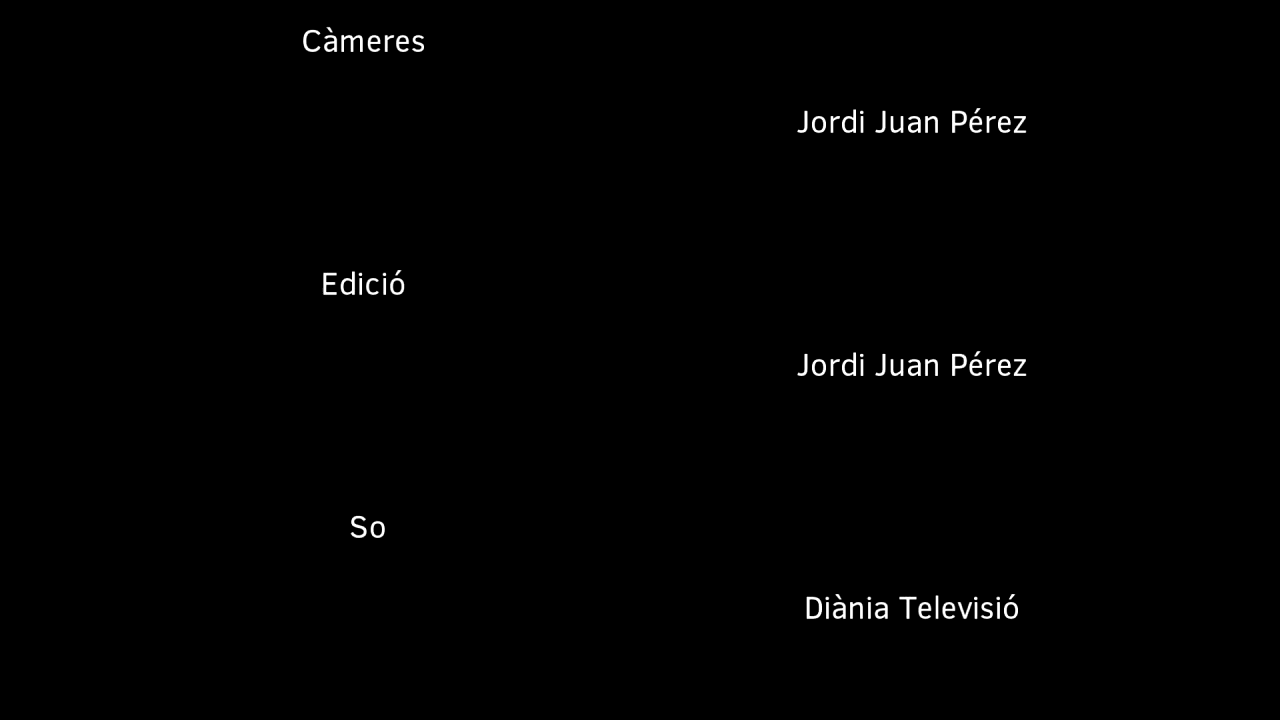 Càmeres
Jordi Juan Pérez
Edició
Jordi Juan Pérez
So
Diània Televisió